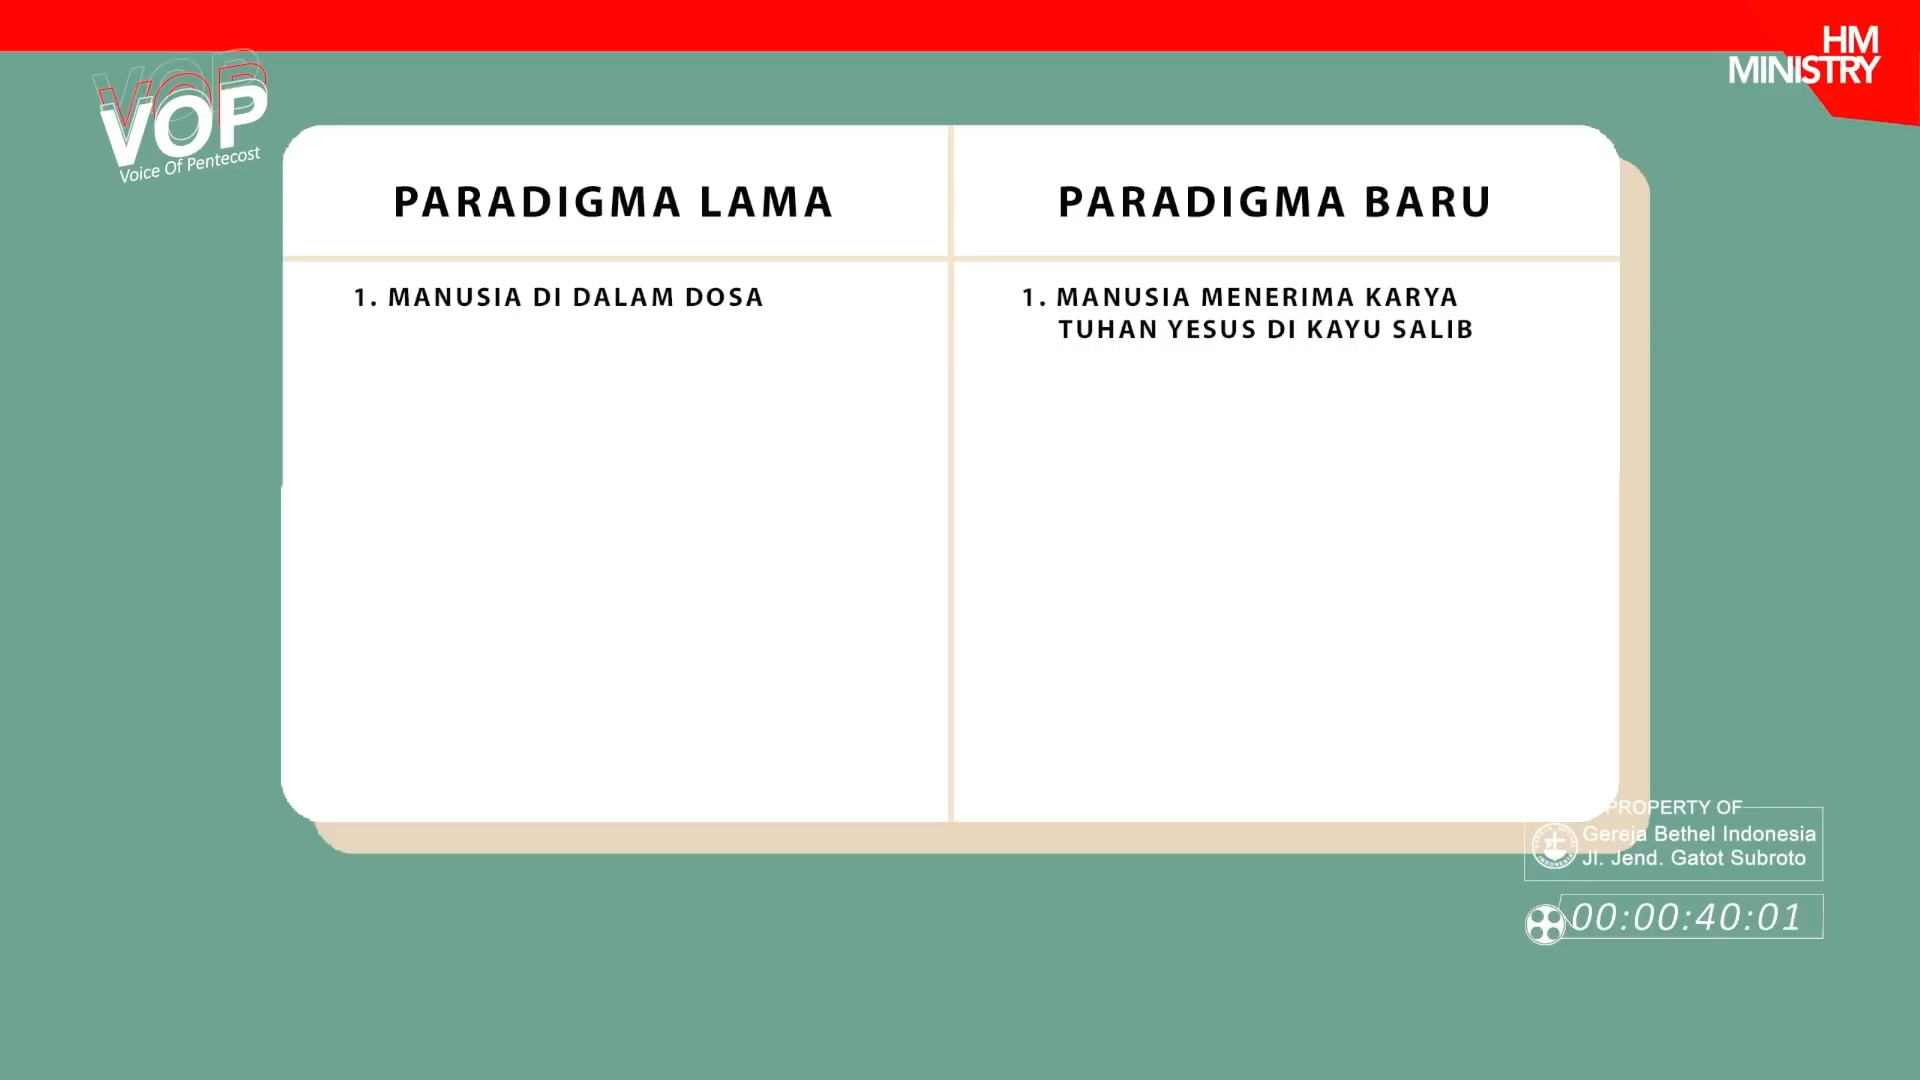 HM
MINISTRY
VOP
Voice Of Pentecost
PARADIGMA LAMA
PARADIGMA BARU
1. MANUSIA DI DALAM DOSA
1. MANUSIA MENERIMA KARYA
TUHAN YESUS DI KAYU SALIB
PROPERTY OF
Gereja Bethel Indonesia
Jl. Jend. Gatot Subroto
00:00:40:01